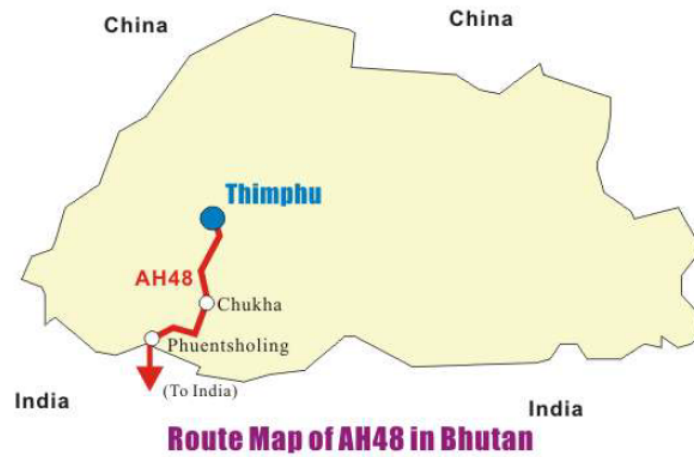 China
China
Thimphu
AH48
Chukha
Phuentsholing
(To India)
India
India
Route Map of AH48 in Bhutan